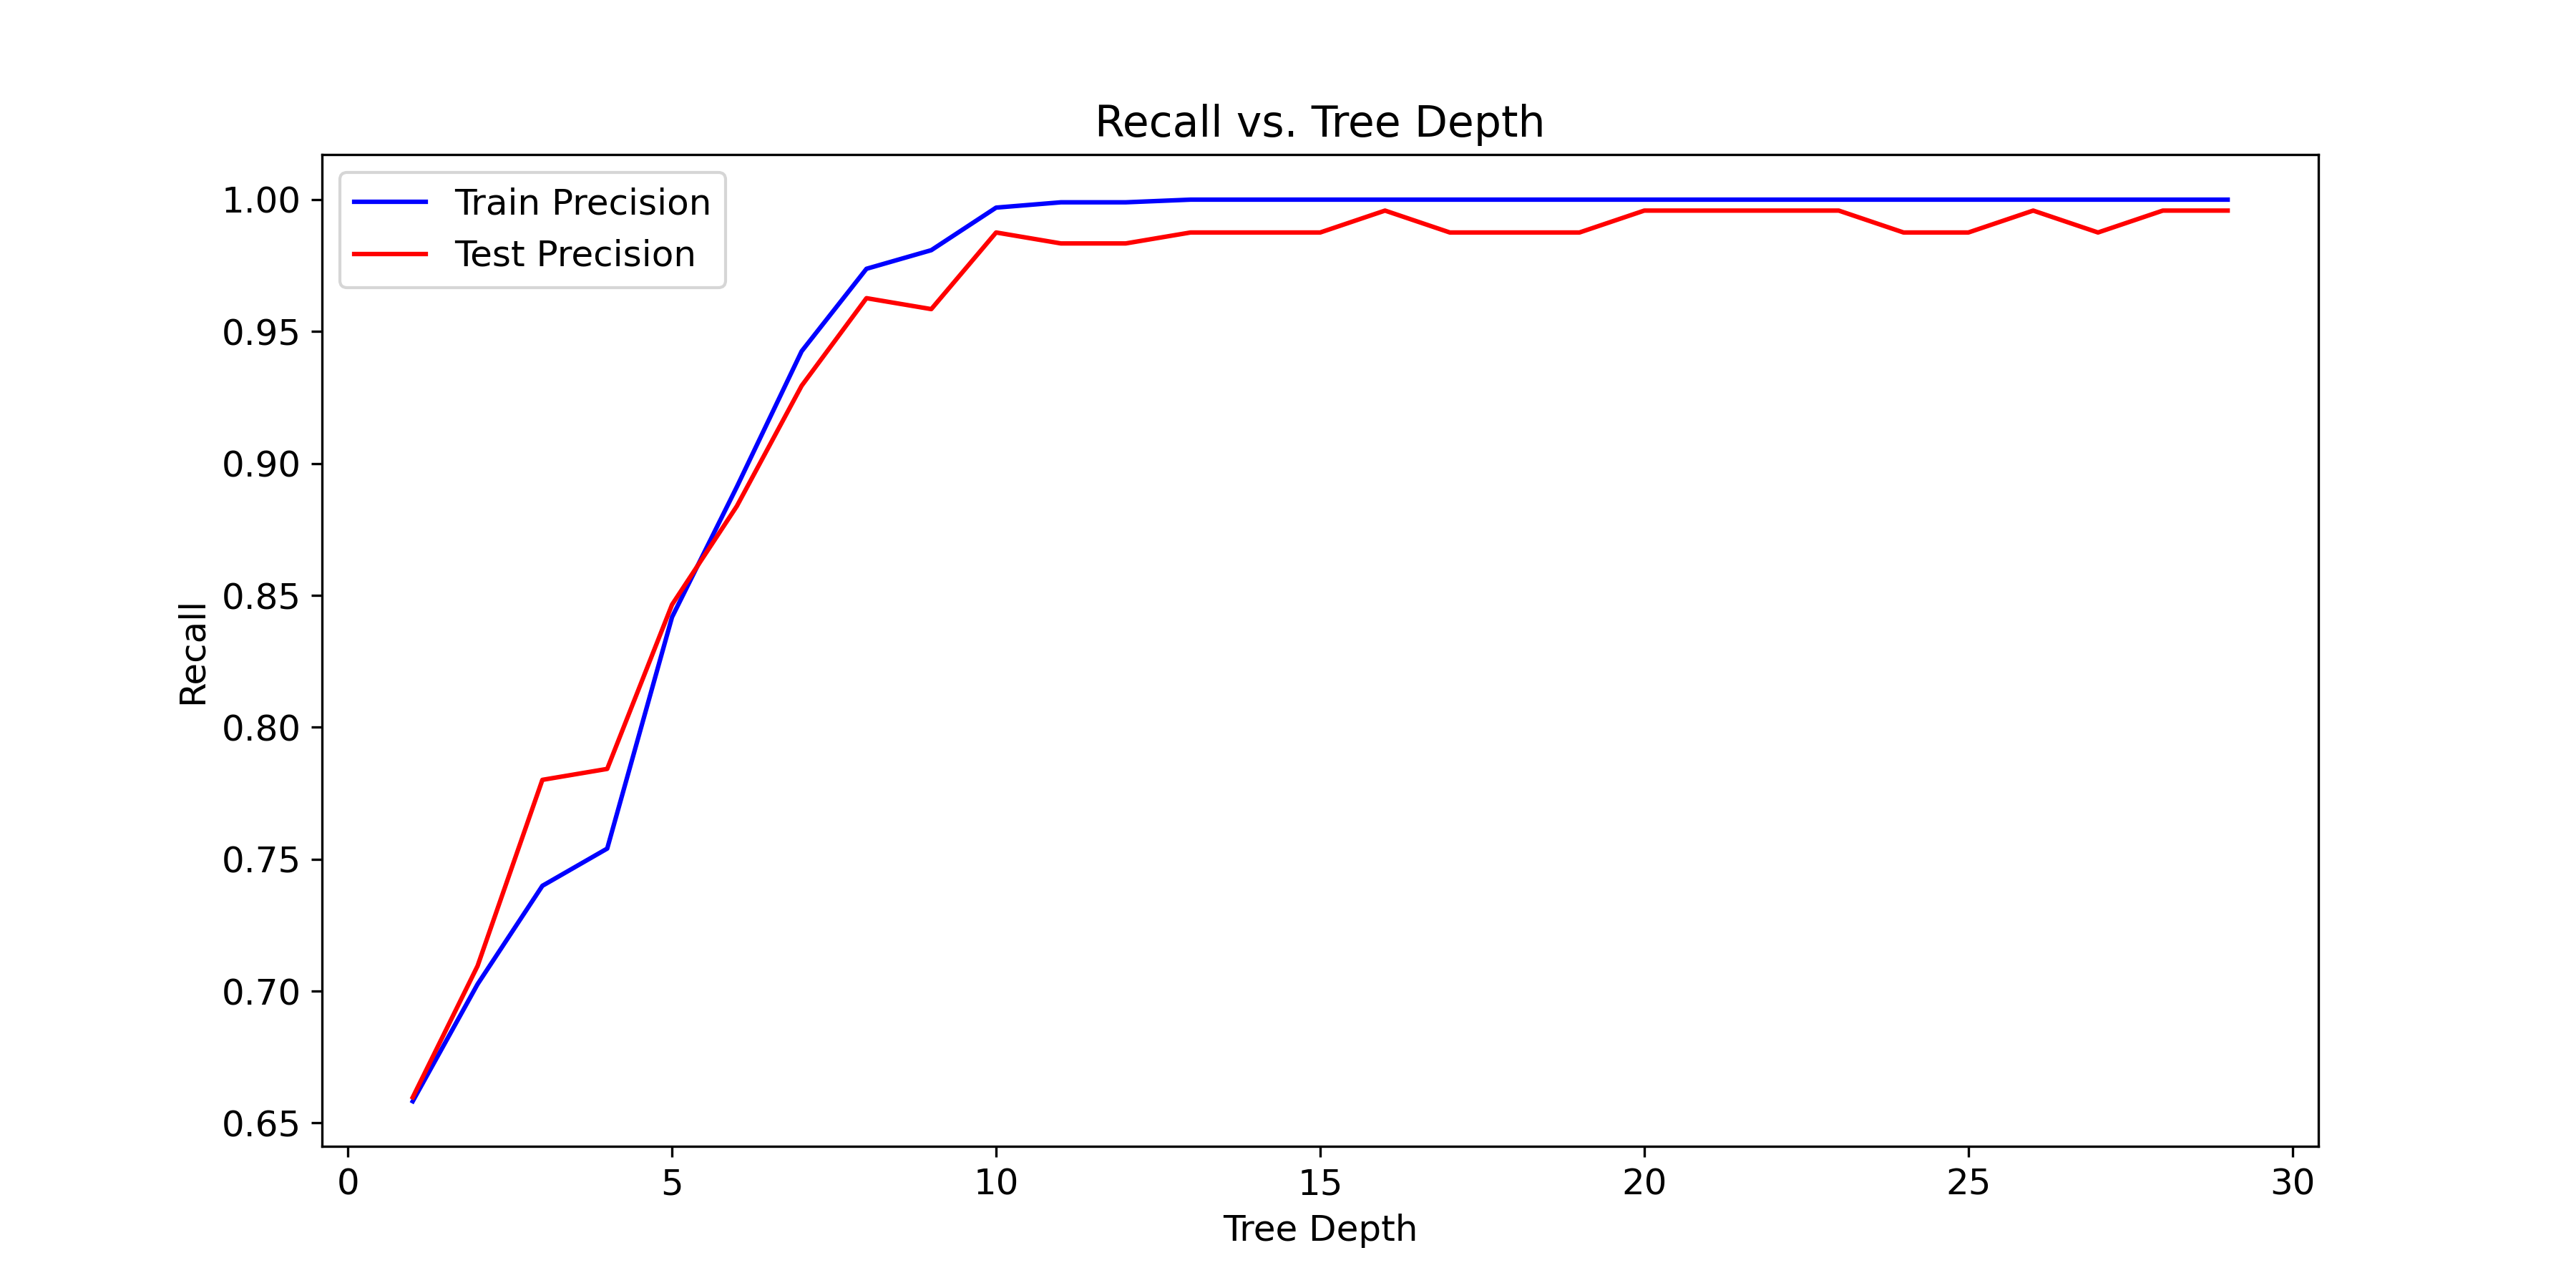 Recall vs. Tree Depth
Train Precision
Test Precision
1.00
0.95
0.90
0.85
0.80
0.75
0.70
0.65
Recall
0 5 10 15 20 25 30
Tree Depth